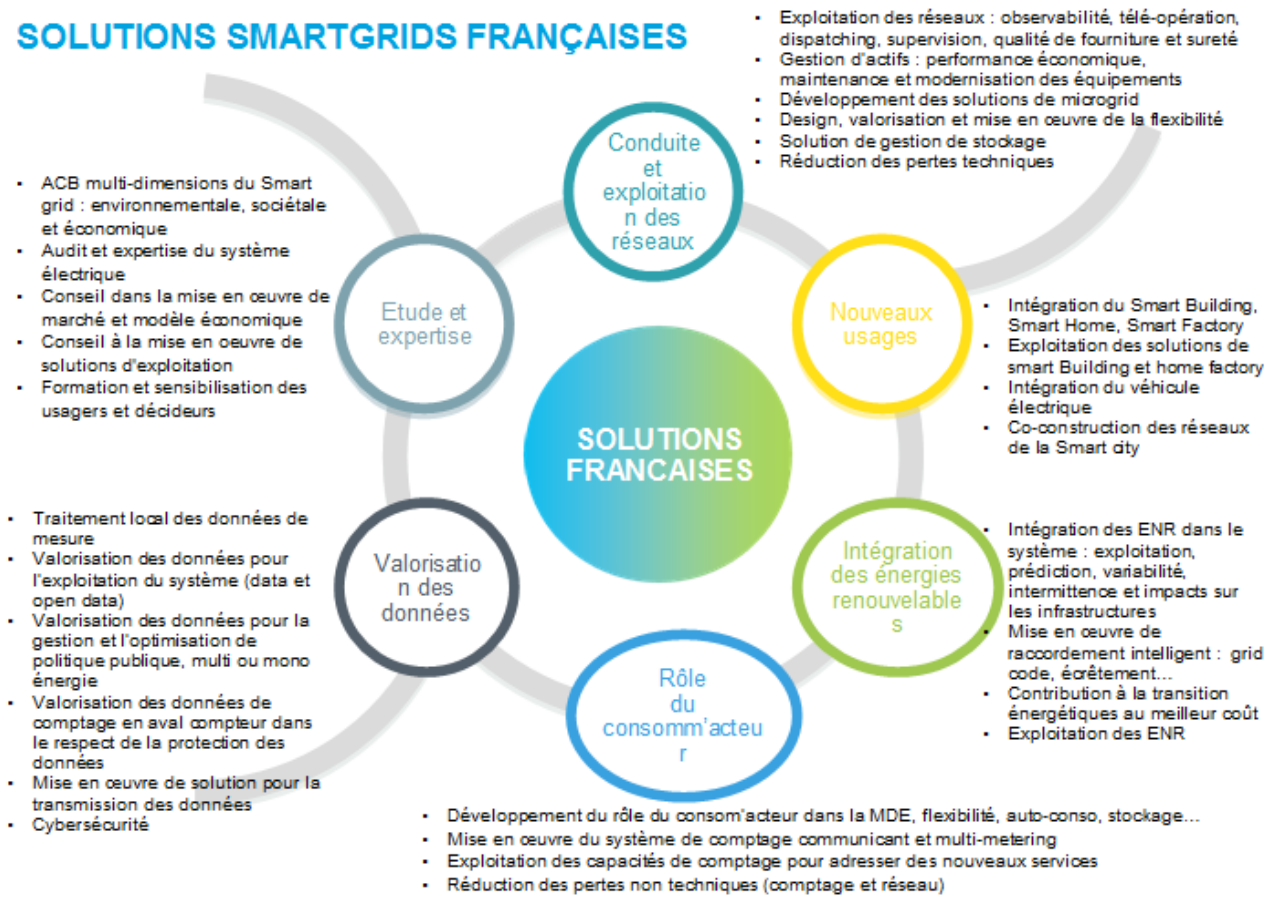 SOLUTIONS SMARTGRIDS FRANÇAISES
• Exploitation des réseaux : observabilité, télé-opération,
dispatching, supervision, qualité de fourniture et sureté
• Gestion d'actifs : performance économique,
maintenance et modernisation des équipements
• Développement des solutions de microgrid
• Design, valorisation et mise en œuvre de la flexibilité
• Solution de gestion de stockage
• Réduction des pertes techniques
Conduite
et
exploitatio
n des
réseaux
• ACB multi-dimensions du Smart
grid : environnementale, sociétale
et économique
• Audit et expertise du système
électrique
• Conseil dans la mise en œuvre de
marché et modèle économique
• Conseil à la mise en oeuvre de
solutions d'exploitation
• Formation et sensibilisation des
usagers et décideurs
Etude et
expertise
Nouveaux
usages
• Intégration du Smart Building,
Smart Home, Smart Factory
• Exploitation des solutions de
smart Building et home factory
• Intégration du véhicule
électrique
• Co-construction des réseaux
de la Smart city
SOLUTIONS
FRANCAISES
• Traitement local des données de
mesure
• Valorisation des données pour
l'exploitation du système (data et
open data)
• Valorisation des données pour la
gestion et l'optimisation de
politique publique, multi ou mono
énergie
• Valorisation des données de
comptage en aval compteur dans
le respect de la protection des
données
• Mise en œuvre de solution pour la
transmission des données
• Cybersécurité
Valorisatio
n des
données
Intégration
des énergies
renouvelable
s
• Intégration des ENR dans le
système : exploitation,
prédiction, variabilité,
intermittence et impacts sur
les infrastructures
• Mise en œuvre de
raccordement intelligent : grid
code, écrêtement...
• Contribution à la transition
énergétiques au meilleur coût
• Exploitation des ENR
Rôle
du
consomm'acteu
r
• Développement du rôle du consom'acteur dans la MDE, flexibilité, auto-conso, stockage...
• Mise en œuvre du système de comptage communicant et multi-metering
• Exploitation des capacités de comptage pour adresser des nouveaux services
• Réduction des pertes non techniques (comptage et réseau)